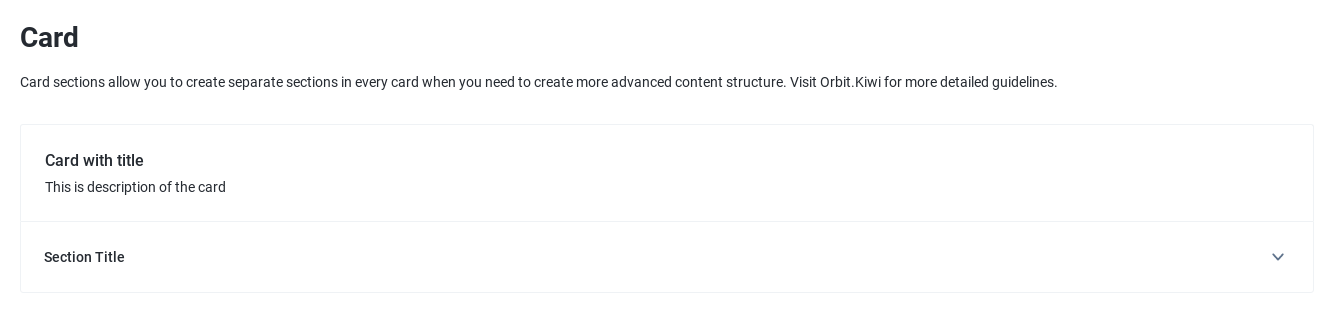 Card
Card sections allow you to create separate sections in every card when you need to create more advanced content structure. Visit Orbit.Kiwi for more detailed guidelines.
Card with title
This is description of the card
Section Title